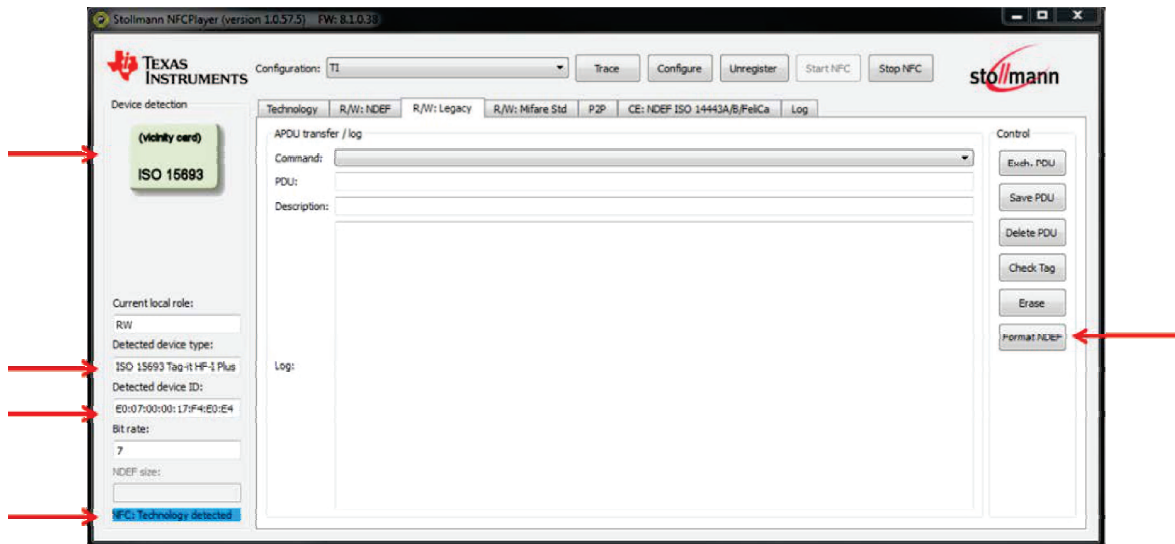 Stollmann NFCPlayer (version 1.0.57.5) FW: 8.1.0.38
TEXAS INSTRUMENTS
Configuration: TI
Trace
Configure
Unregister
Start NFC
Stop NFC
stollmann
Device detection
(vicinity card)
ISO 15693
Current local role:
RW
Detected device type:
ISO 15693 Tag-it HF-I Plus
Detected device ID:
E0:07:00:00:17:F4:E0:E4
Bit rate:
7
NDEF size:
NFC: Technology detected
Technology
R/W: NDEF
R/W: Legacy
R/W: Mifare Std
P2P
CE: NDEF ISO 14443A/B/FeliCa
Log
APDU transfer / log
Command:
PDU:
Description:
Log:
Control
Exch. PDU
Save PDU
Delete PDU
Check Tag
Erase
Format NDEF